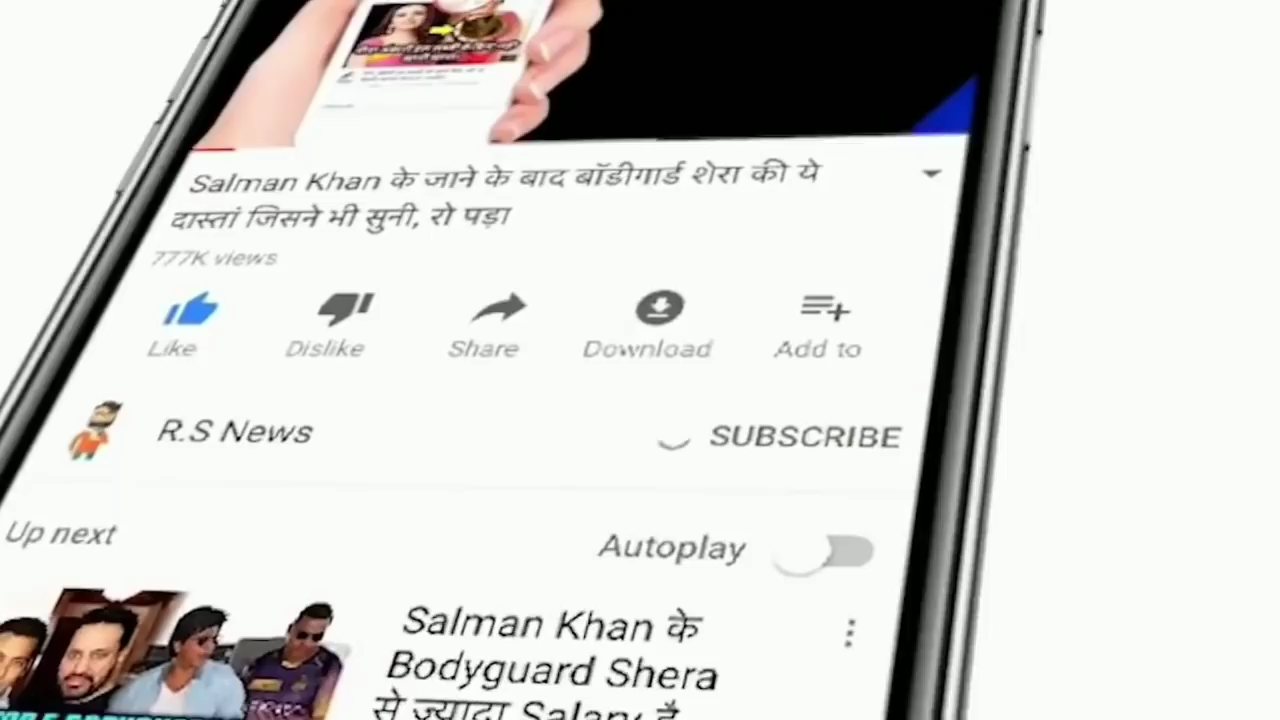 Salman Khan के जाने के बाद बॉडीगार्ड शेरा की ये
दास्तां जिसने भी सुनी, रो पड़ा
777K views
Like Dislike Share Download Add to
R.S News SUBSCRIBE
Up next Autoplay
Salman Khan के
Bodyguard Shera
से ज्यादा Salary है